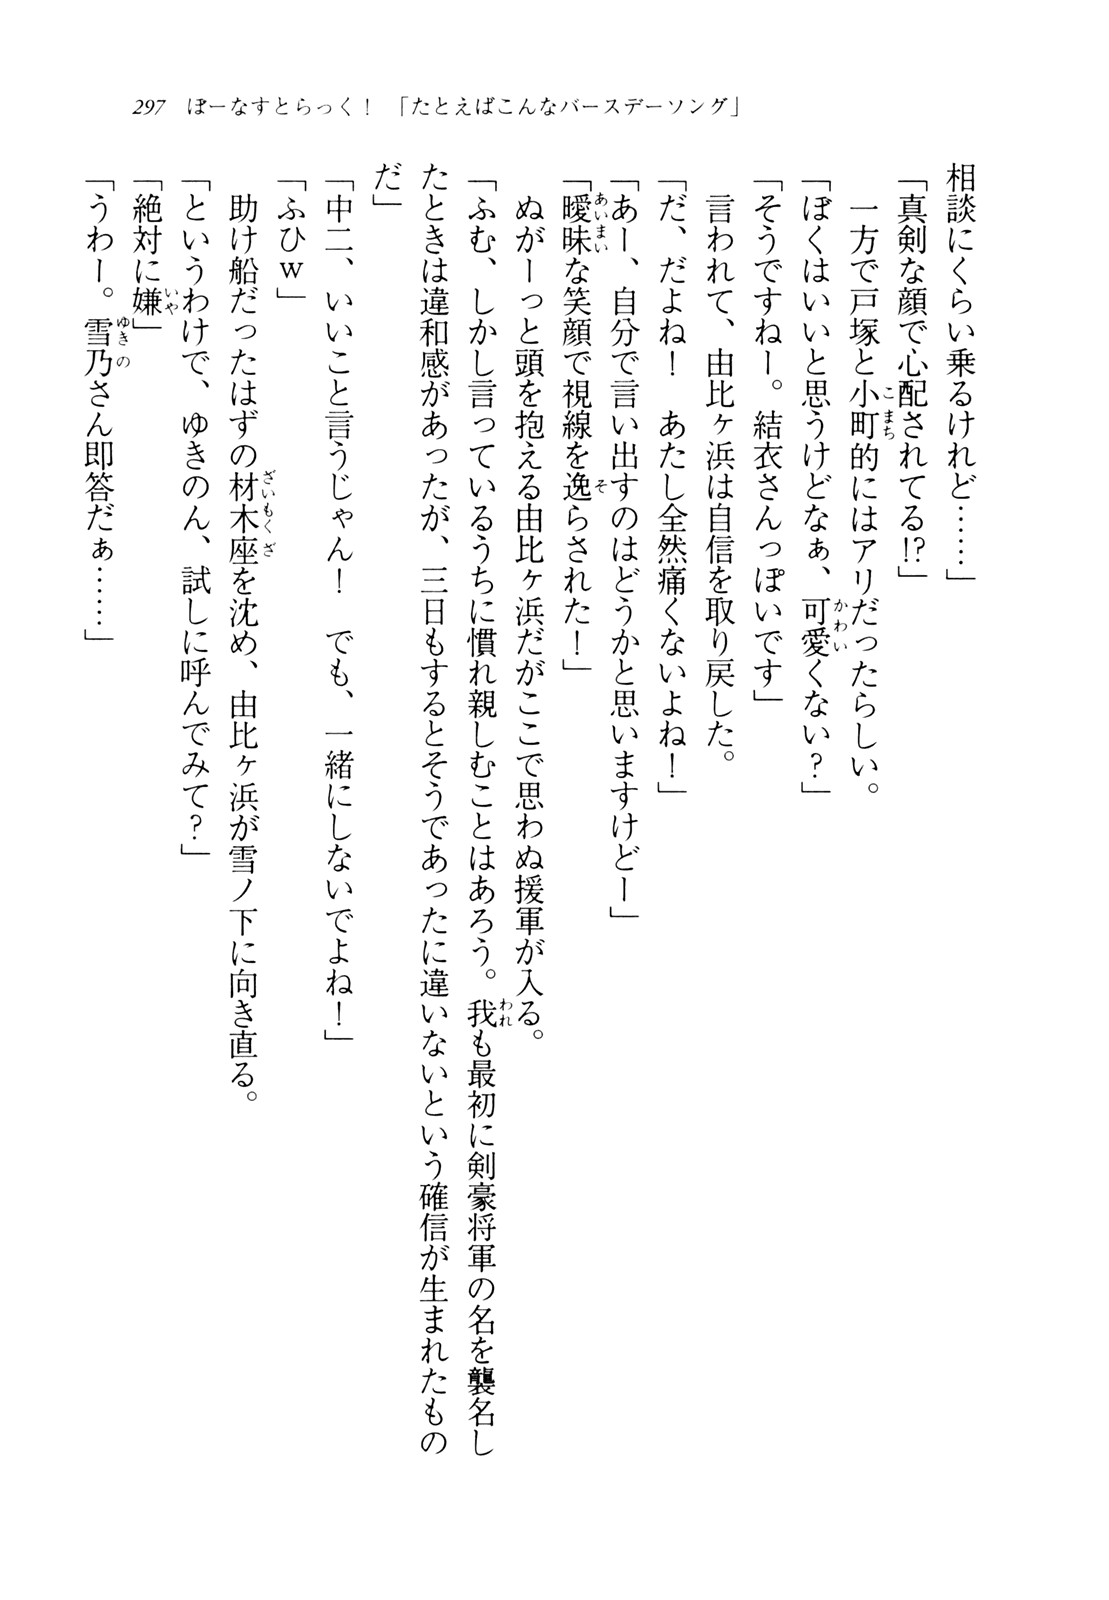 297 ぼーなすとらっく！ 「たとえばこんなバースデーソング」
相談にくらい乗るけれど……」
「真剣な顔で心配されてる!?」
　一方で戸塚と小町的にはアリだったらしい。
「ぼくはいいと思うけどなぁ、可愛くない？」
「そうですねー。結衣さんっぽいです」
　言われて、由比ヶ浜は自信を取り戻した。
「だ、だよね！　あたし全然痛くないよね！」
「あー、自分で言い出すのはどうかと思いますけどー」
「曖昧な笑顔で視線を逸らされた！」
　ぬがーっと頭を抱える由比ヶ浜だがここで思わぬ援軍が入る。
「ふむ、しかし言っているうちに慣れ親しむことはあろう。我も最初に剣豪将軍の名を襲名し
たときは違和感があったが、三日もするとそうであったに違いないという確信が生まれたもの
だ」
「中二、いいこと言うじゃん！　でも、一緒にしないでよね！」
「ふひｗ」
　助け船だったはずの材木座を沈め、由比ヶ浜が雪ノ下に向き直る。
「というわけで、ゆきのん、試しに呼んでみて？」
「絶対に嫌」
「うわー。雪乃さん即答だぁ……」